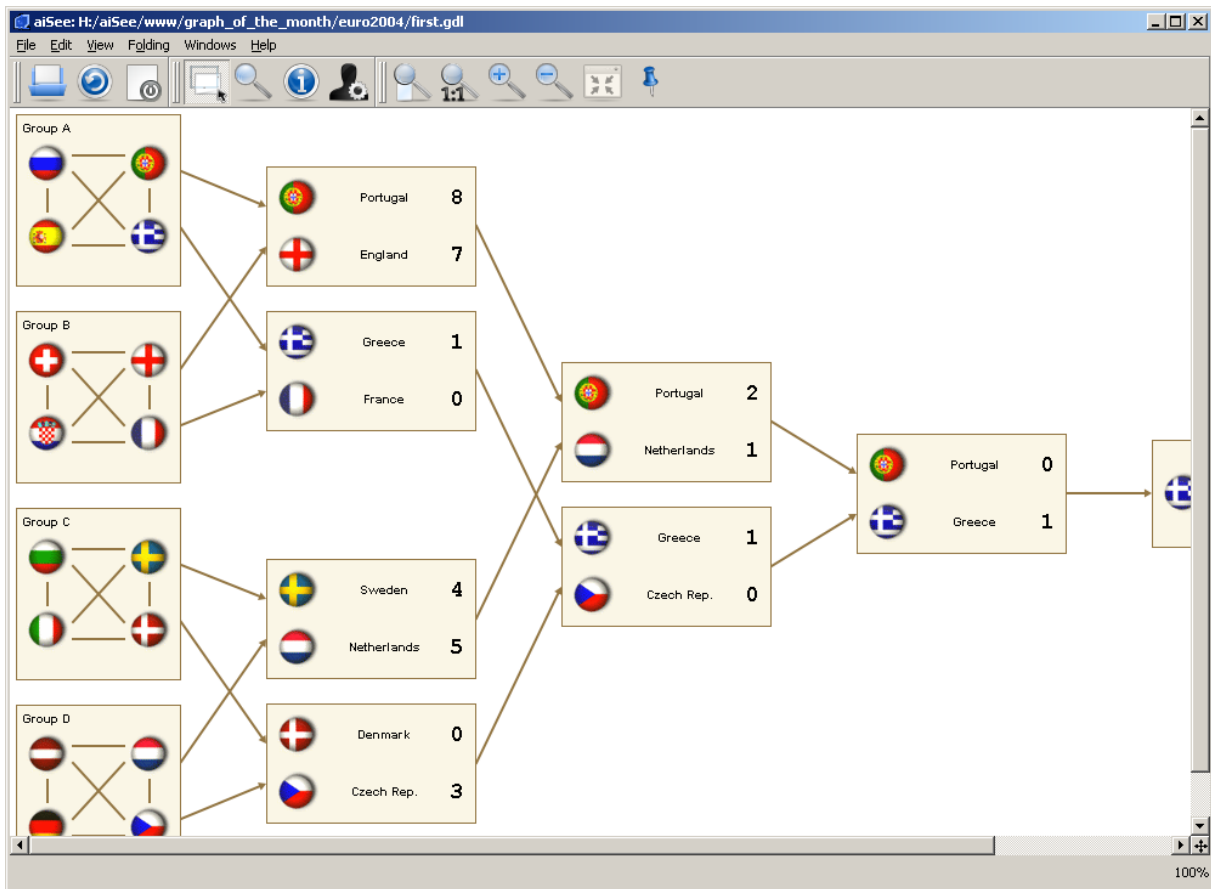 aiSee: H:/aiSee/www/graph_of_the_month/euro2004/first.gdl
File Edit View Folding Windows Help
1:1
Group A
Portugal 8
England 7
Group B
Greece 1
France 0
Portugal 2
Netherlands 1
Portugal 0
Greece 1
Group C
Greece 1
Czech Rep. 0
Sweden 4
Netherlands 5
Group D
Denmark 0
Czech Rep. 3
100%